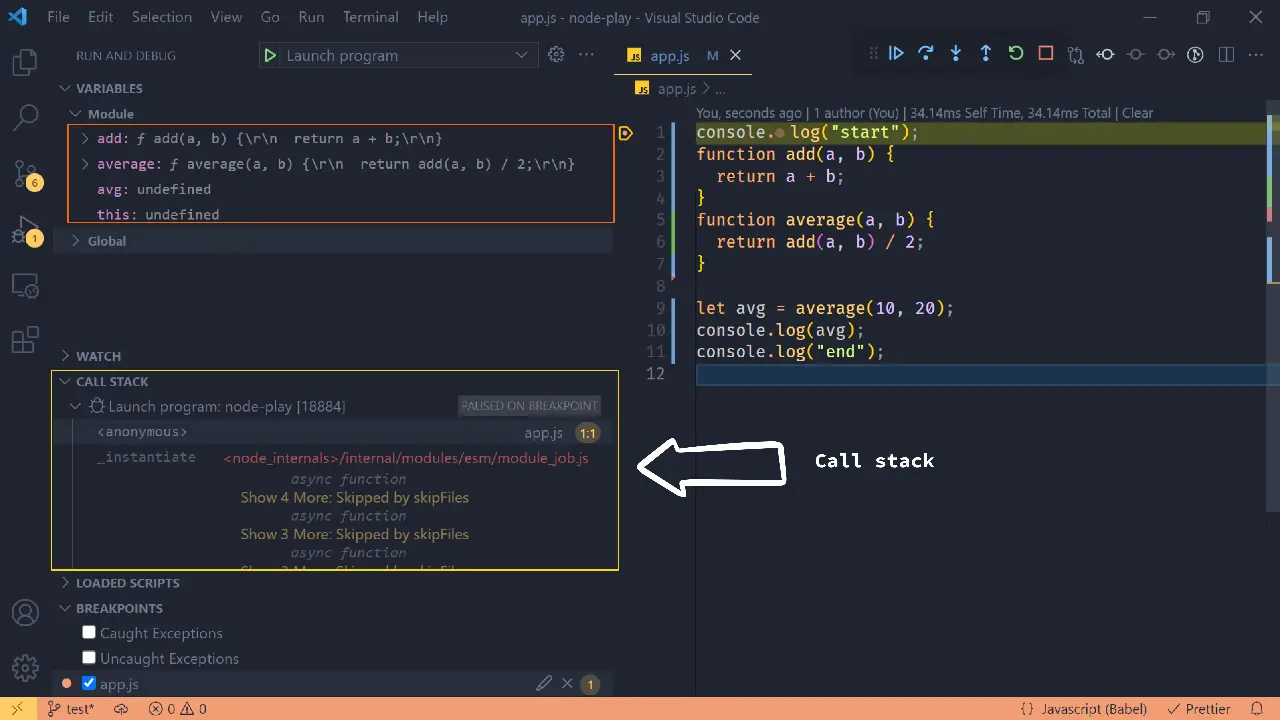 File Edit Selection View Go Run Terminal Help app.js - node-play - Visual Studio Code
RUN AND DEBUG Launch program
VARIABLES
Module
add: ƒ add(a, b) {\r\n  return a + b;\r\n}
average: ƒ average(a, b) {\r\n  return add(a, b) / 2;\r\n}
avg: undefined
this: undefined
Global
WATCH
CALL STACK
Launch program: node-play [18884] PAUSED ON BREAKPOINT
<anonymous> app.js 1:1
_instantiate <node_internals>/internal/modules/esm/module_job.js
async function
Show 4 More: Skipped by skipFiles
async function
Show 3 More: Skipped by skipFiles
async function
LOADED SCRIPTS
BREAKPOINTS
Caught Exceptions
Uncaught Exceptions
app.js 1
6
1
JS app.js M
JS app.js > ...
You, seconds ago | 1 author (You) | 34.14ms Self Time, 34.14ms Total | Clear
1 console. log("start");
2 function add(a, b) {
3   return a + b;
4 }
5 function average(a, b) {
6   return add(a, b) / 2;
7 }
8
9 let avg = average(10, 20);
10 console.log(avg);
11 console.log("end");
12
Call stack
test* 0 0 {} Javascript (Babel) Prettier